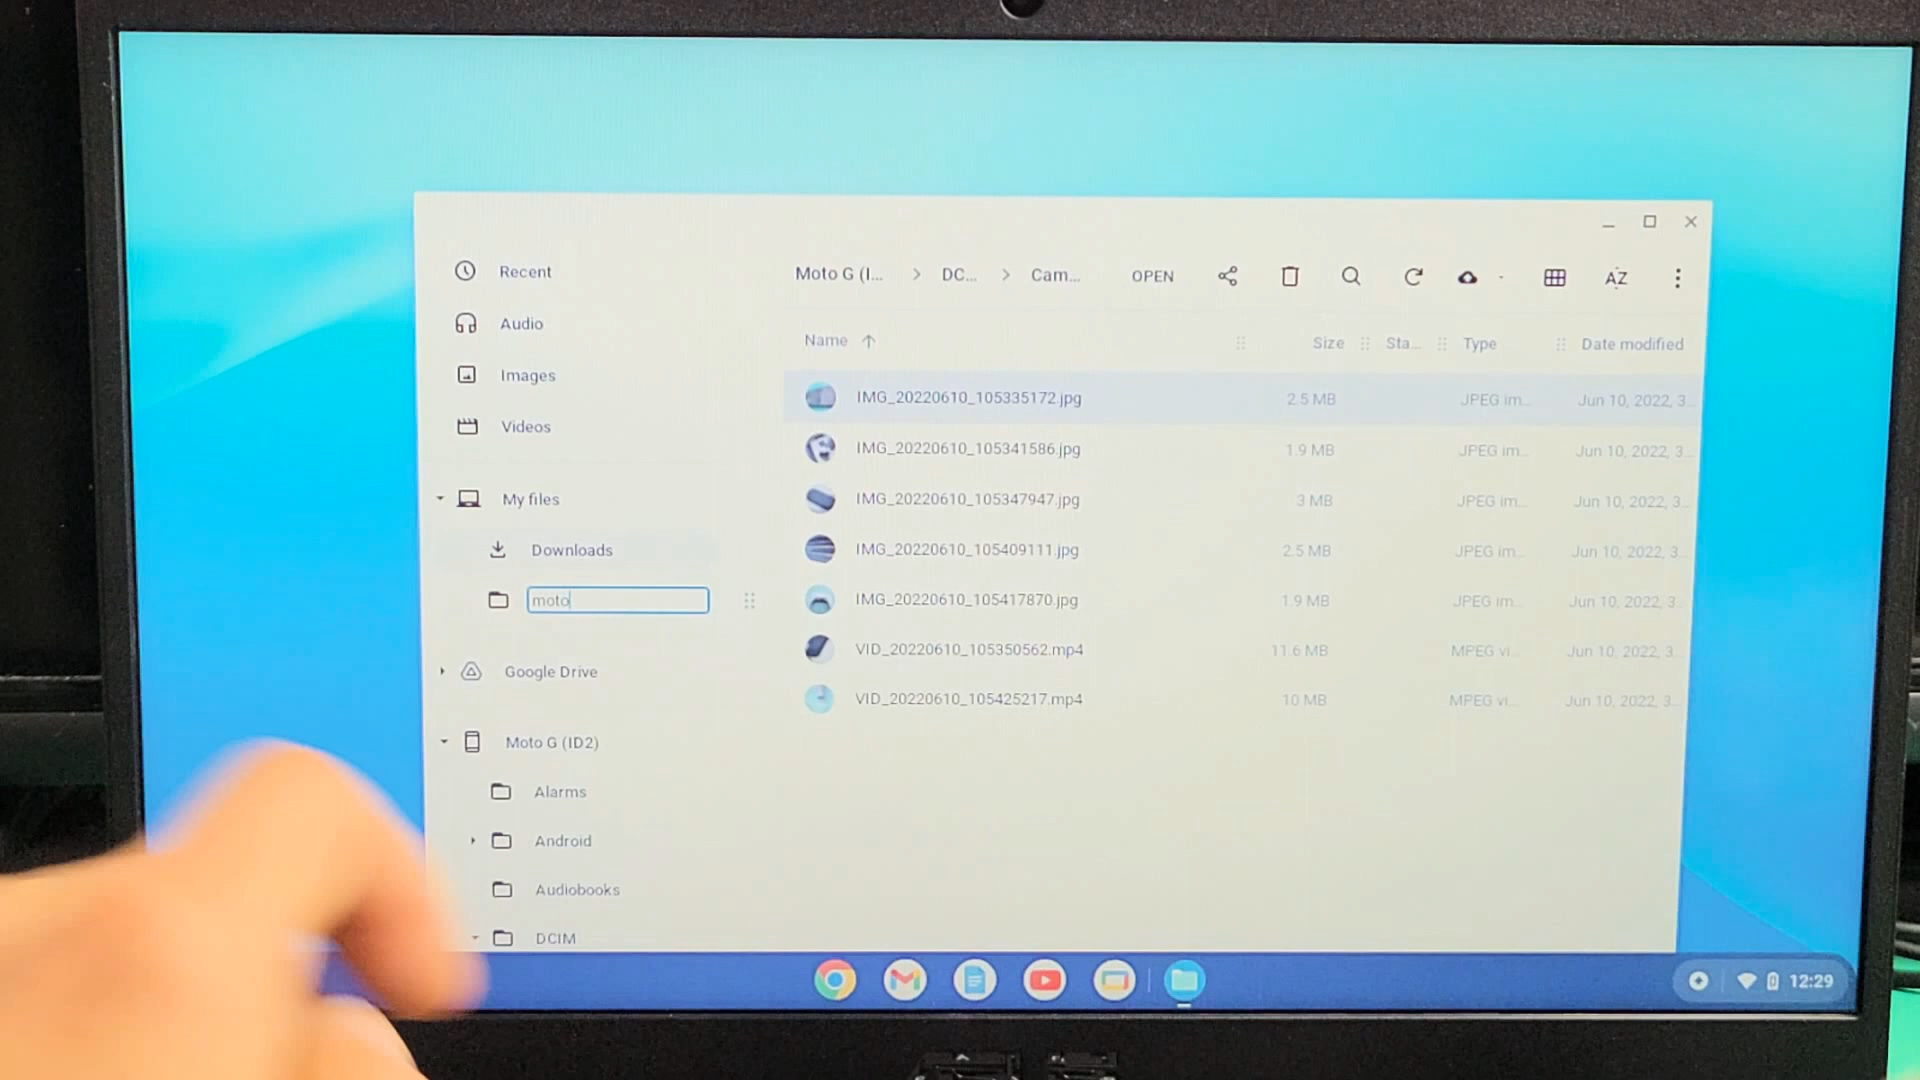 Recent
Audio
Images
Videos
My files
Downloads
moto
Google Drive
Moto G (ID2)
Alarms
Android
Audiobooks
DCIM
Moto G (I... > DC... > Cam... OPEN AZ
Name Size Sta... Type Date modified
IMG_20220610_105335172.jpg 2.5 MB JPEG im... Jun 10, 2022, 3...
IMG_20220610_105341586.jpg 1.9 MB JPEG im... Jun 10, 2022, 3...
IMG_20220610_105347947.jpg 3 MB JPEG im... Jun 10, 2022, 3...
IMG_20220610_105409111.jpg 2.5 MB JPEG im... Jun 10, 2022, 3...
IMG_20220610_105417870.jpg 1.9 MB JPEG im... Jun 10, 2022, 3...
VID_20220610_105350562.mp4 11.6 MB MPEG vi... Jun 10, 2022, 3...
VID_20220610_105425217.mp4 10 MB MPEG vi... Jun 10, 2022, 3...
12:29